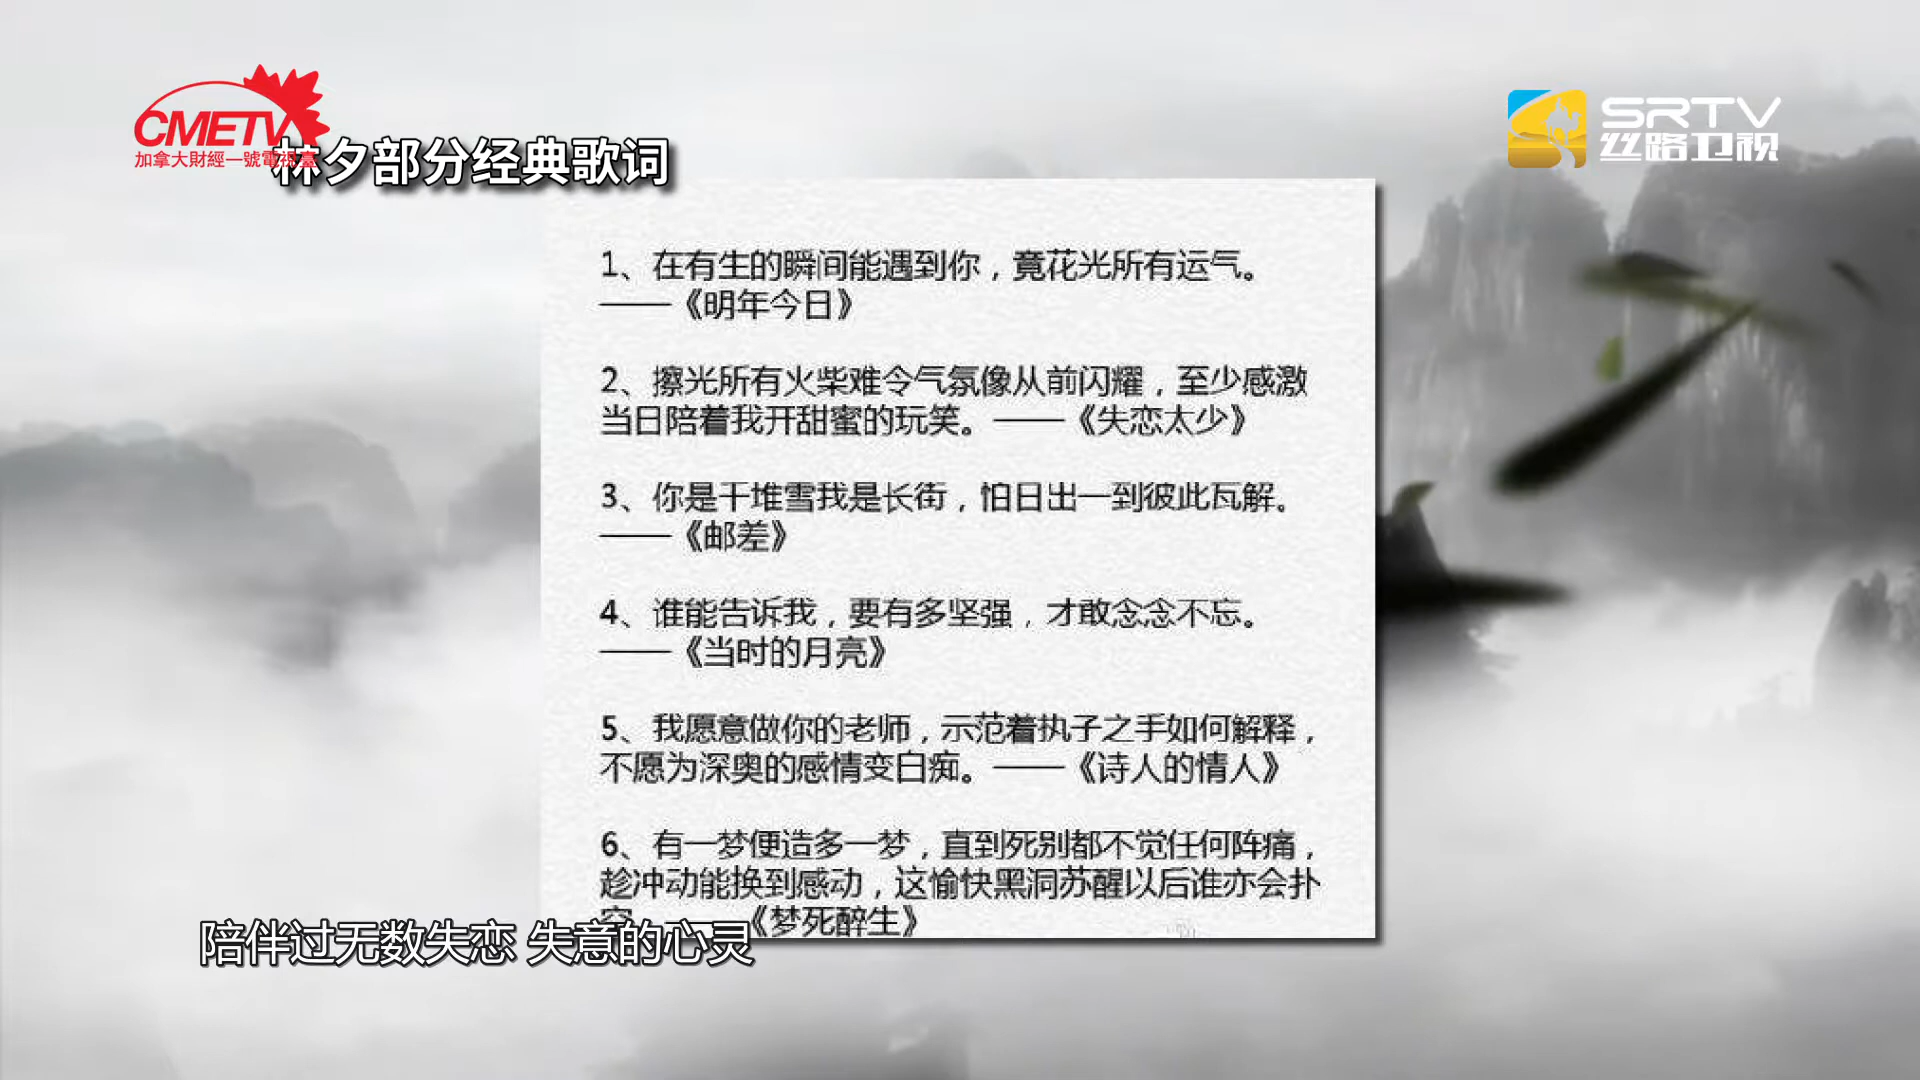 CMETV
加拿大財經一號電視臺
SRTV
丝路卫视
林夕部分经典歌词
1、在有生的瞬间能遇到你，竟花光所有运气。
——《明年今日》
2、擦光所有火柴难令气氛像从前闪耀，至少感激
当日陪着我开甜蜜的玩笑。——《失恋太少》
3、你是千堆雪我是长街，怕日出一到彼此瓦解。
——《邮差》
4、谁能告诉我，要有多坚强，才敢念念不忘。
——《当时的月亮》
5、我愿意做你的老师，示范着执子之手如何解释，
不愿为深奥的感情变白痴。——《诗人的情人》
6、有一梦便造多一梦，直到死别都不觉任何阵痛，
趁冲动能换到感动，这愉快黑洞苏醒以后谁亦会扑
《梦死醉生》
陪伴过无数失恋 失意的心灵